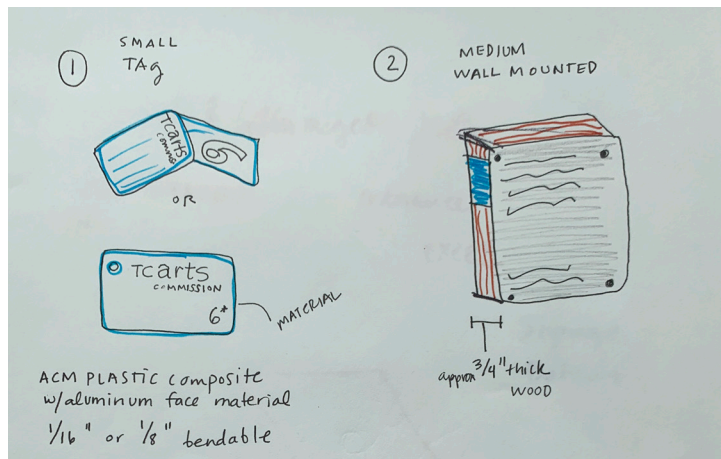 1
SMALL
TAg
TCarts
commis
6
OR
TCarts
COMMISSION
6*
MATERIAL
ACM PLASTIC composite
w/aluminum face material
1/16" or 1/8" bendable
2
MEDIUM
WALL MOUNTED
approx 3/4" thick
WOOD